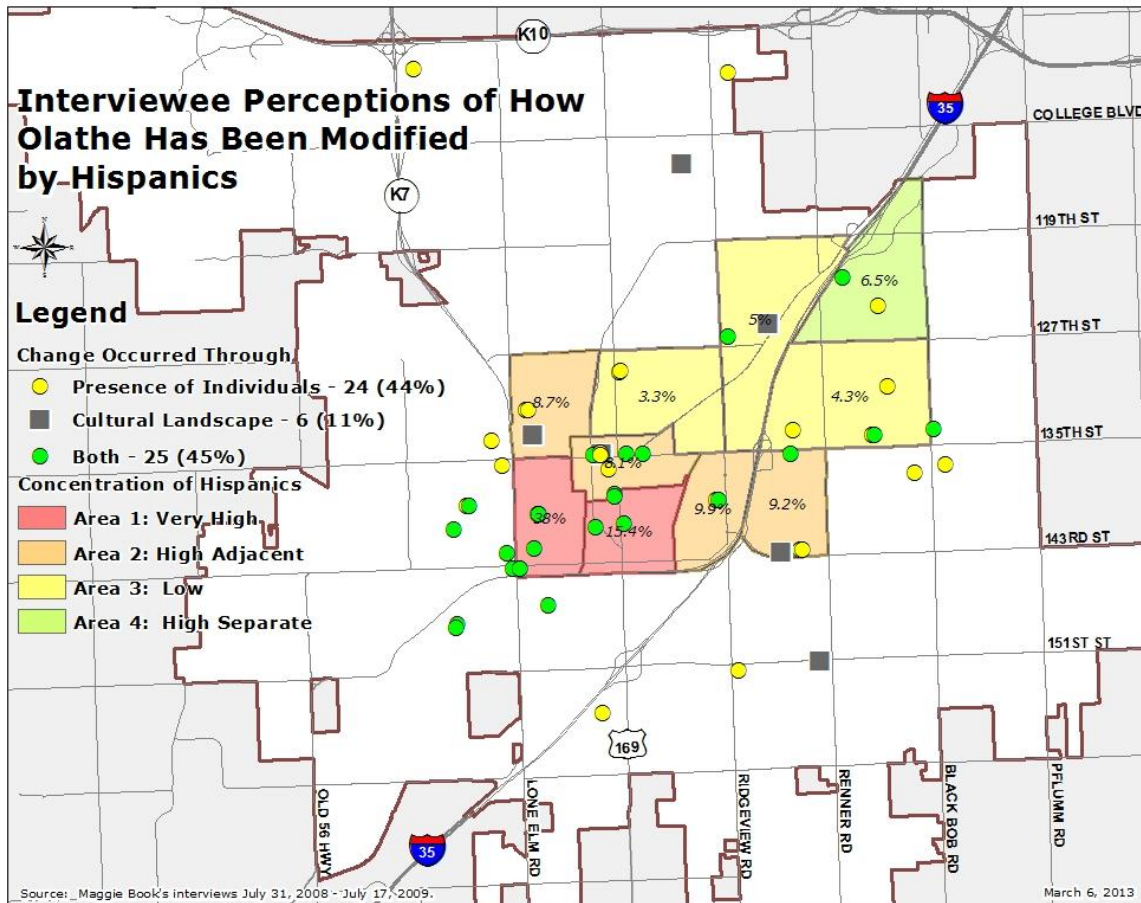 K10
Interviewee Perceptions of How
Olathe Has Been Modified
by Hispanics
35
COLLEGE BLVD
K7
119TH ST
N
Legend
6.5%
5%
127TH ST
Change Occurred Through
Presence of Individuals - 24 (44%)
Cultural Landscape - 6 (11%)
Both - 25 (45%)
8.7%
3.3%
4.3%
135TH ST
8.1%
Concentration of Hispanics
Area 1: Very High
Area 2: High Adjacent
Area 3: Low
Area 4: High Separate
38%
15.4%
9.9%
9.2%
143RD ST
151ST ST
169
OLD 56 HWY
LONE ELM RD
RIDGEVIEW RD
RENNER RD
BLACK BOB RD
PFLUMM RD
35
Source: Maggie Book's interviews July 31, 2008 - July 17, 2009.
March 6, 2013